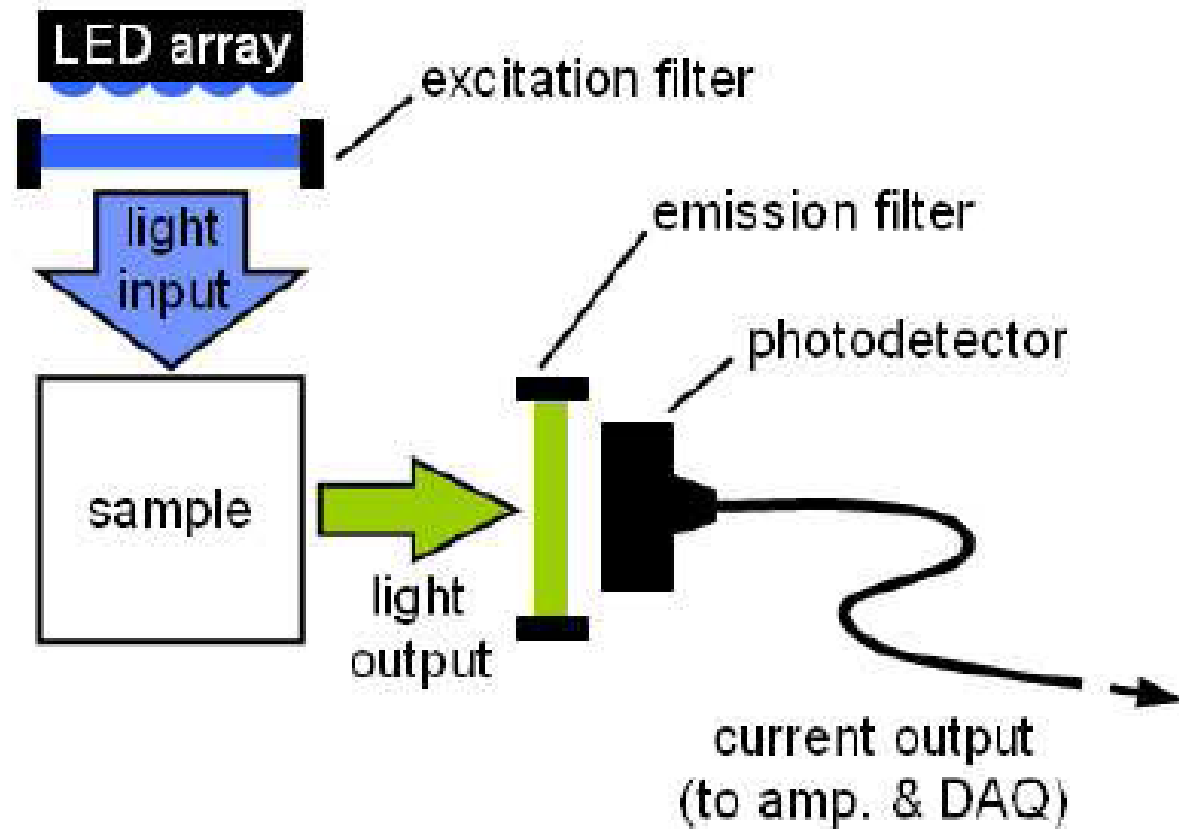 LED array
excitation filter
light
input
emission filter
photodetector
sample
light
output
current output
(to amp. & DAQ)